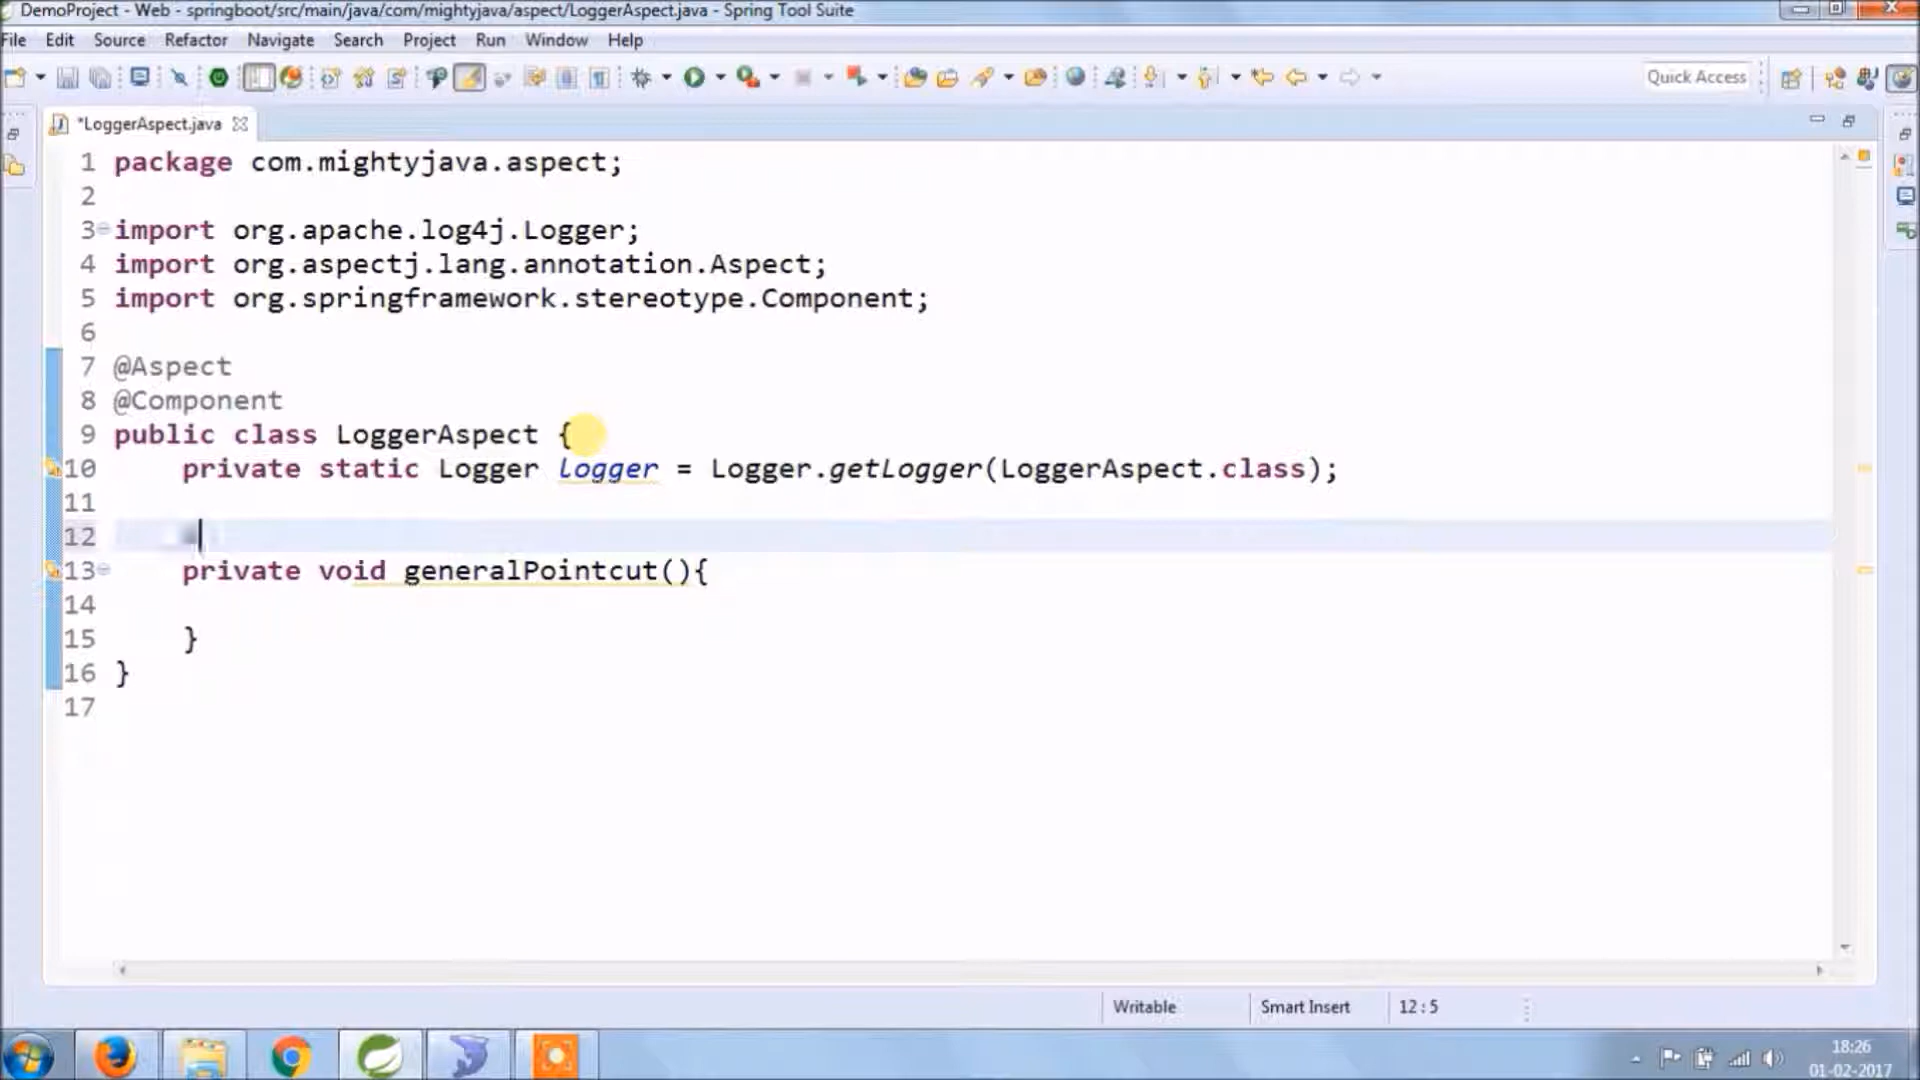 DemoProject - Web - springboot/src/main/java/com/mightyjava/aspect/LoggerAspect.java - Spring Tool Suite
File Edit Source Refactor Navigate Search Project Run Window Help
Quick Access
*LoggerAspect.java
1 package com.mightyjava.aspect;
2
3 import org.apache.log4j.Logger;
4 import org.aspectj.lang.annotation.Aspect;
5 import org.springframework.stereotype.Component;
6
7 @Aspect
8 @Component
9 public class LoggerAspect {
10 private static Logger logger = Logger.getLogger(LoggerAspect.class);
11
12
13 private void generalPointcut(){
14
15 }
16 }
17
Writable Smart Insert 12 : 5
18:26
01-02-2017